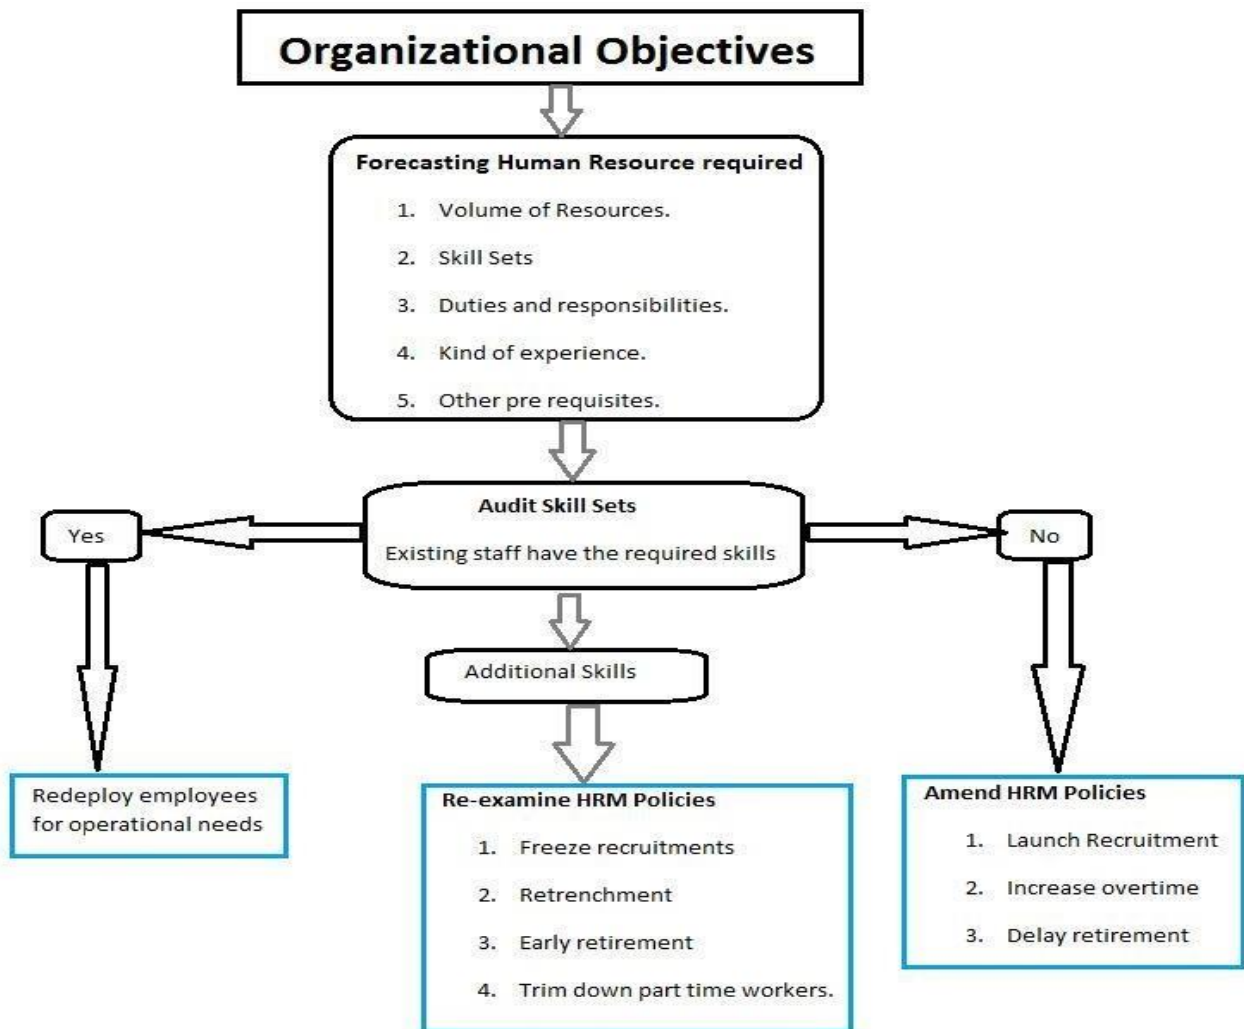 Organizational Objectives
Forecasting Human Resource required
1. Volume of Resources.
2. Skill Sets
3. Duties and responsibilities.
4. Kind of experience.
5. Other pre requisites.
Audit Skill Sets
Existing staff have the required skills
Yes
No
Additional Skills
Redeploy employees
for operational needs
Re-examine HRM Policies
1. Freeze recruitments
2. Retrenchment
3. Early retirement
4. Trim down part time workers.
Amend HRM Policies
1. Launch Recruitment
2. Increase overtime
3. Delay retirement